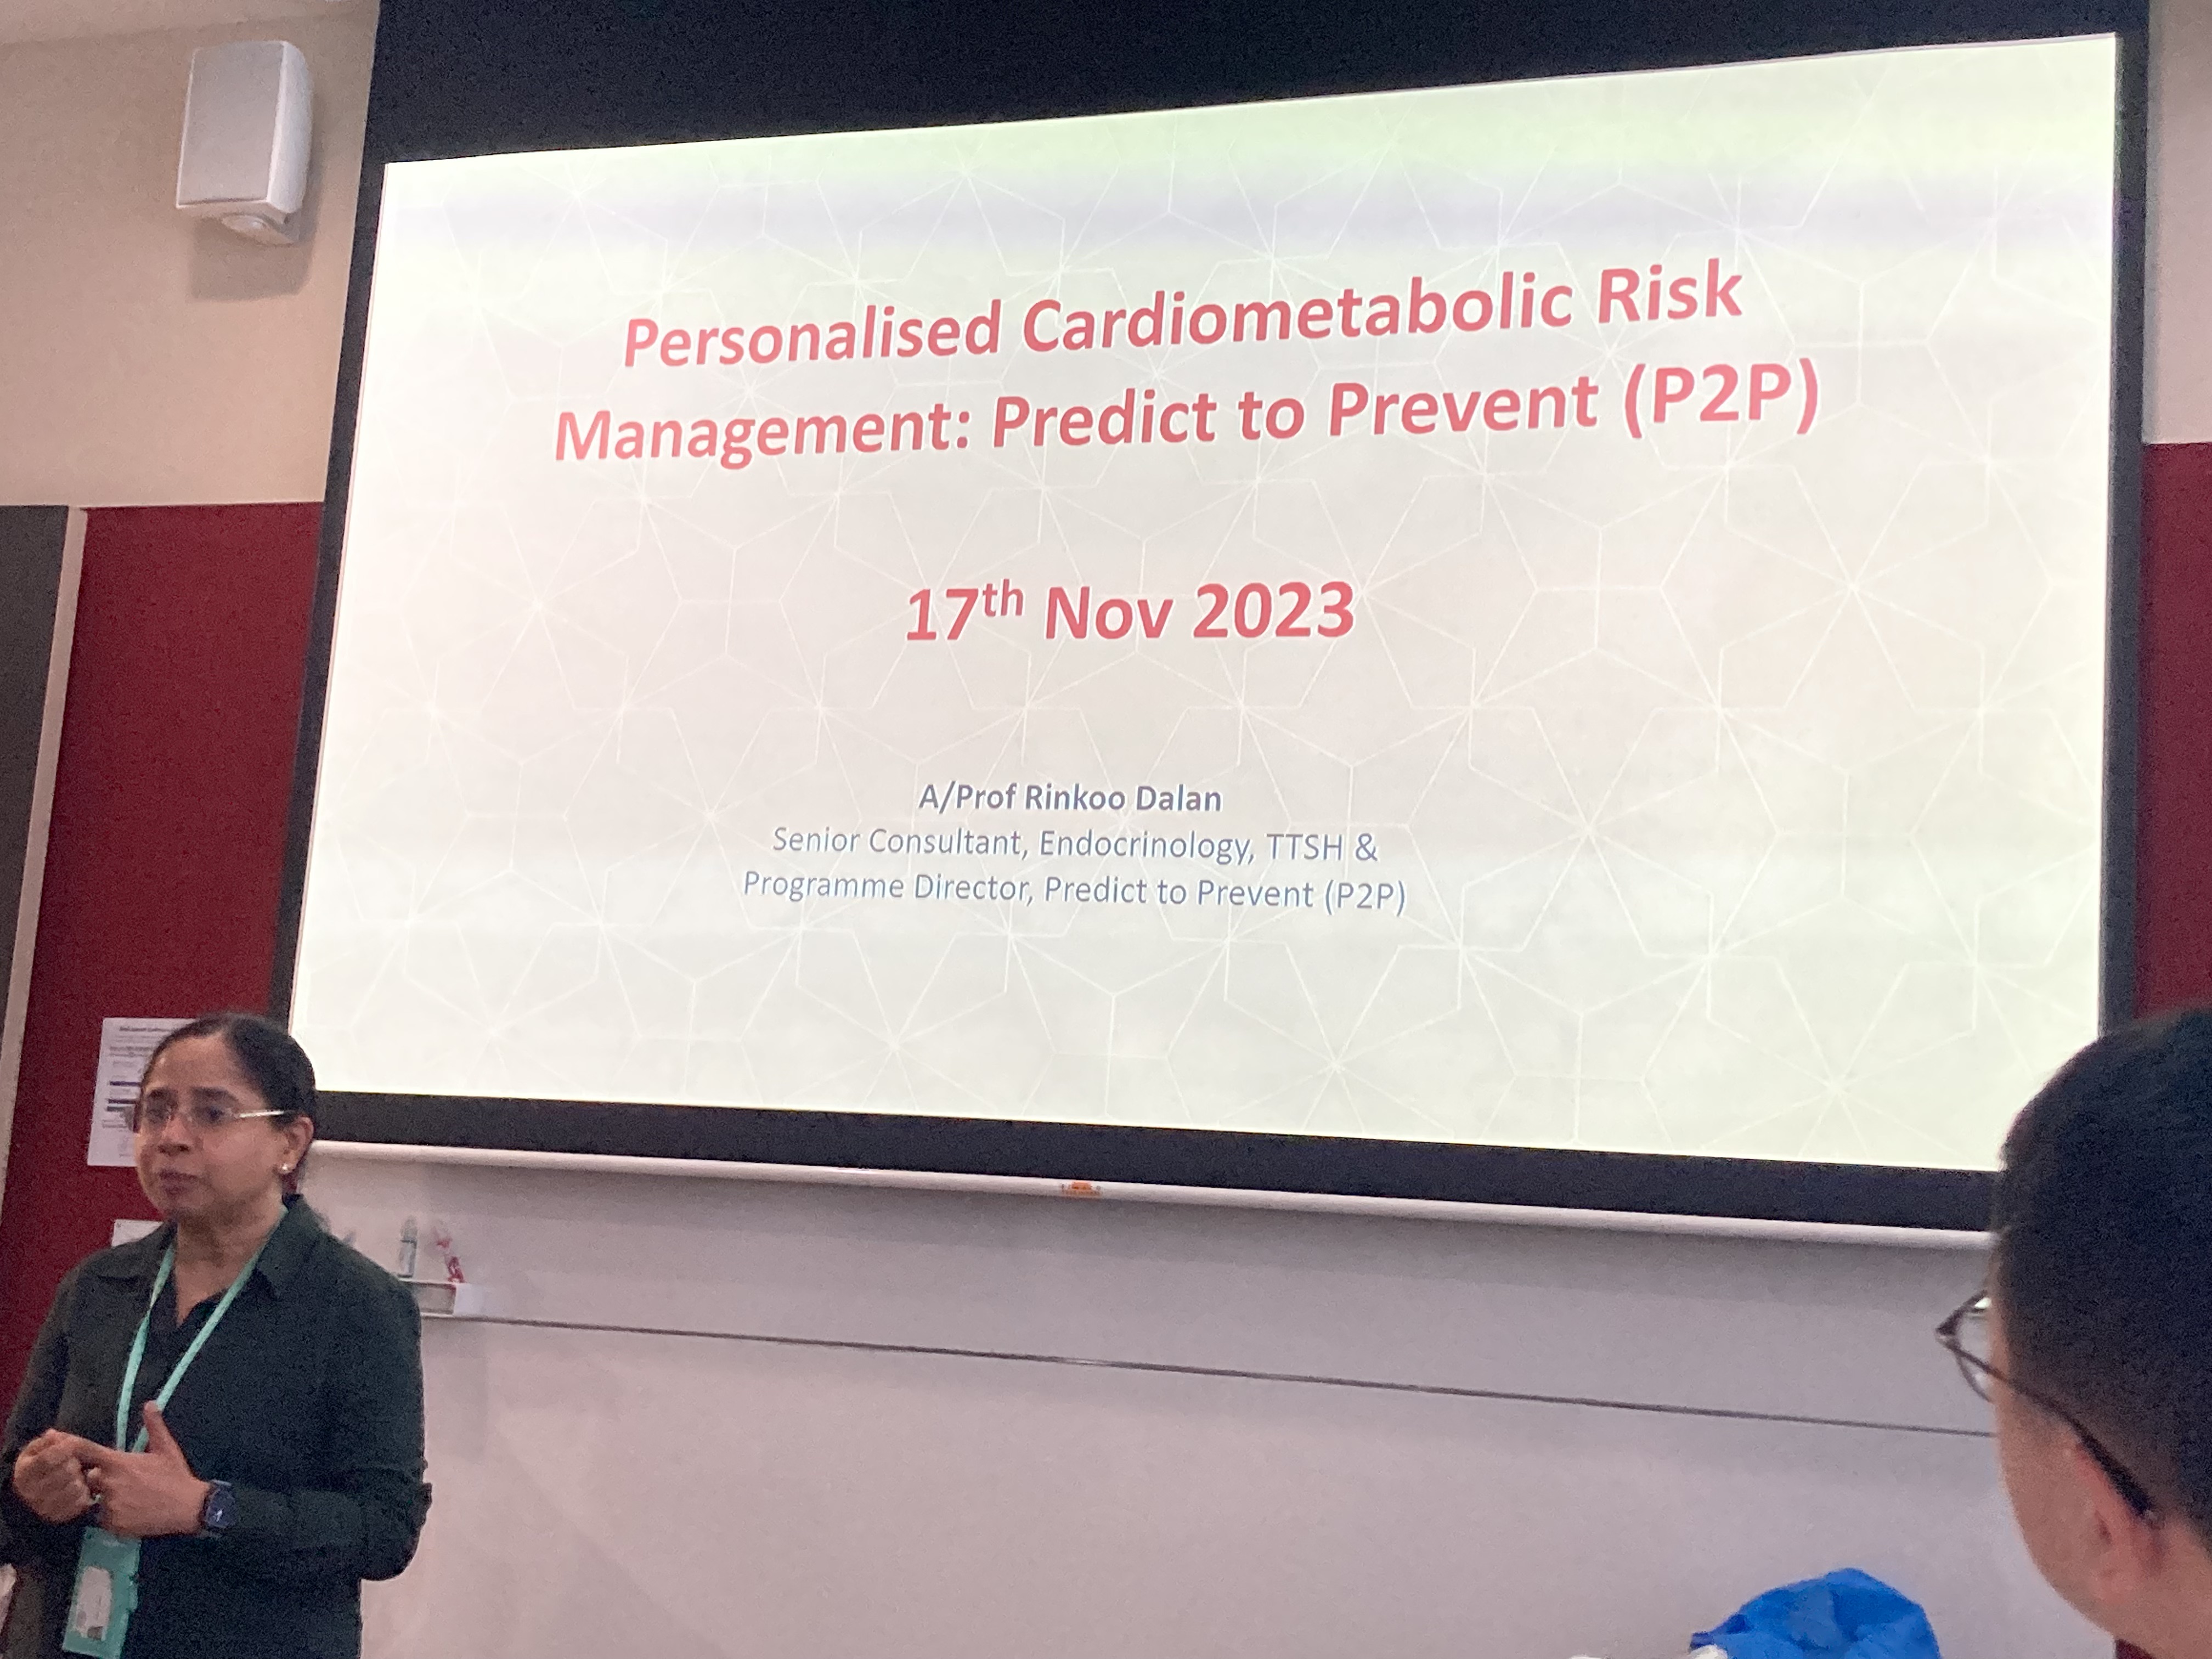 Personalised Cardiometabolic Risk
Management: Predict to Prevent (P2P)
17th Nov 2023
A/Prof Rinkoo Dalan
Senior Consultant, Endocrinology, TTSH &
Programme Director, Predict to Prevent (P2P)